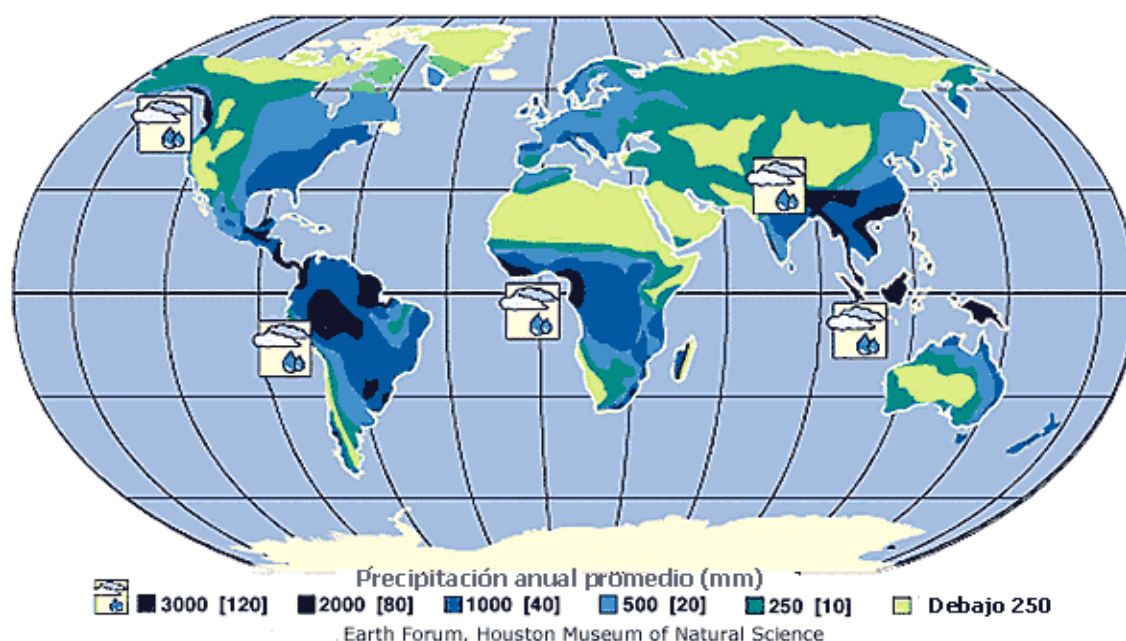 Precipitación anual promedio (mm)
3000 [120] 2000 [80] 1000 [40] 500 [20] 250 [10] Debajo 250
Earth Forum, Houston Museum of Natural Science